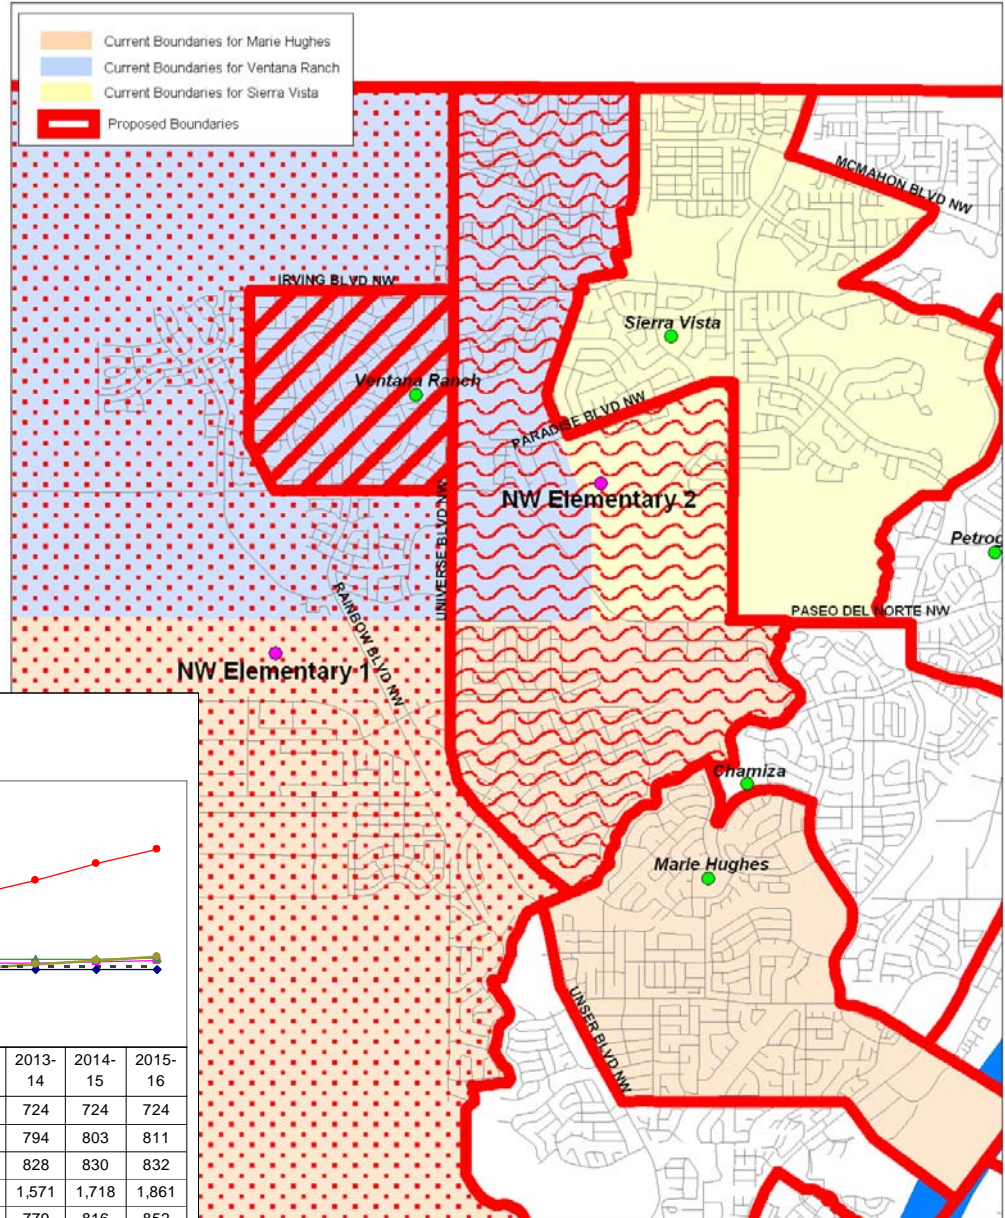 Current Boundaries for Marie Hughes
Current Boundaries for Ventana Ranch
Current Boundaries for Sierra Vista
Proposed Boundaries
MCMAHON BLVD NW
IRVING BLVD NW
Sierra Vista
Ventana Ranch
PARADISE BLVD NW
NW Elementary 2
UNIVERSE BLVD NW
Petrog
RAINBOW BLVD NW
PASEO DEL NORTE NW
NW Elementary 1
Chamiza
Marie Hughes
UNSER BLVD NW
2013-14 2014-15 2015-16
724 724 724
794 803 811
828 830 832
1,571 1,718 1,861